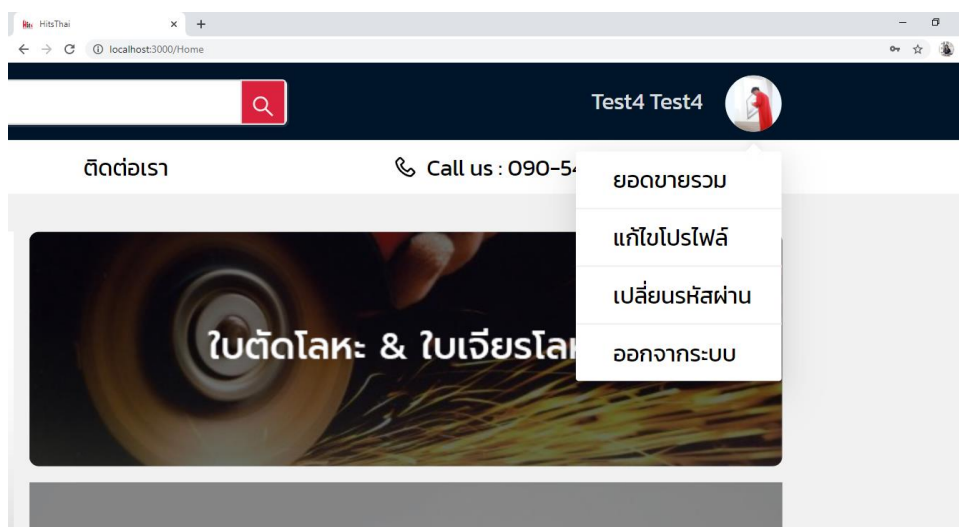 HitsThai
localhost:3000/Home
Test4 Test4
ติดต่อเรา
Call us : 090-54
ยอดขายรวม
แก้ไขโปรไฟล์
เปลี่ยนรหัสผ่าน
ออกจากระบบ
ใบตัดโลหะ & ใบเจียรโลห